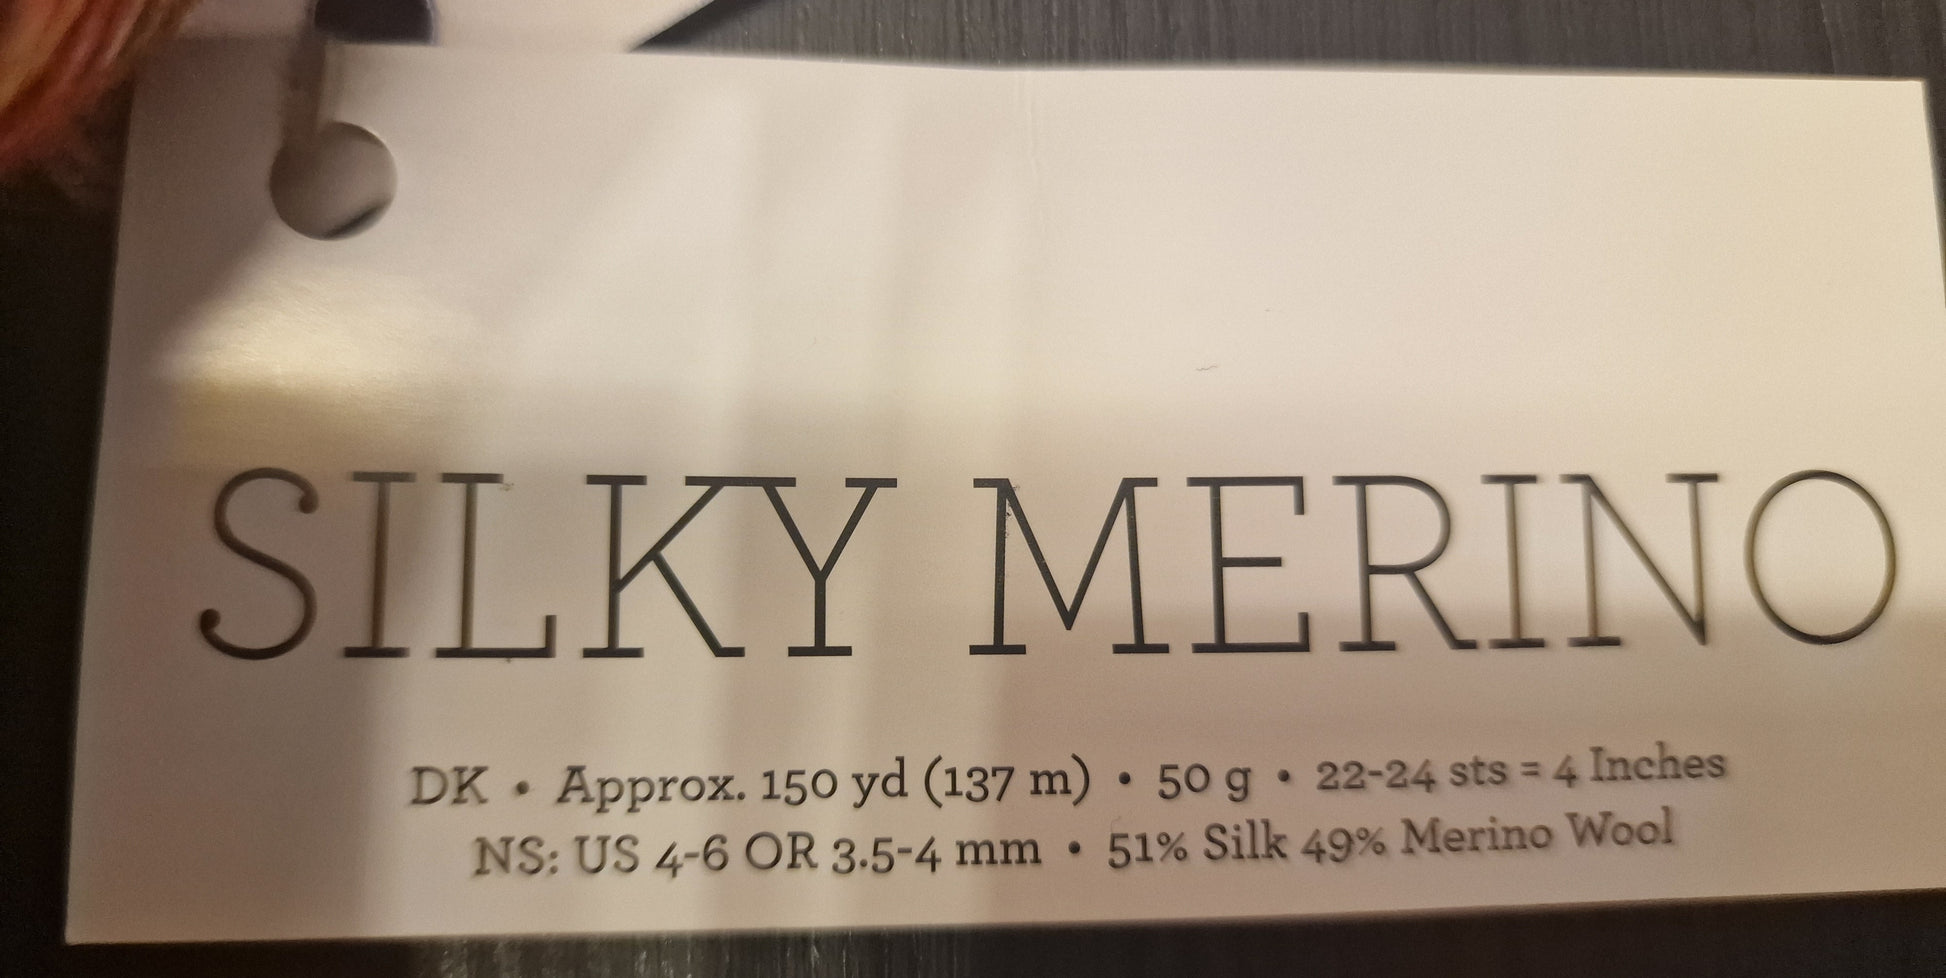 SILKY MERINO
DK • Approx. 150 yd (137 m) • 50 g • 22-24 sts = 4 Inches
NS: US 4-6 OR 3.5-4 mm • 51% Silk 49% Merino Wool